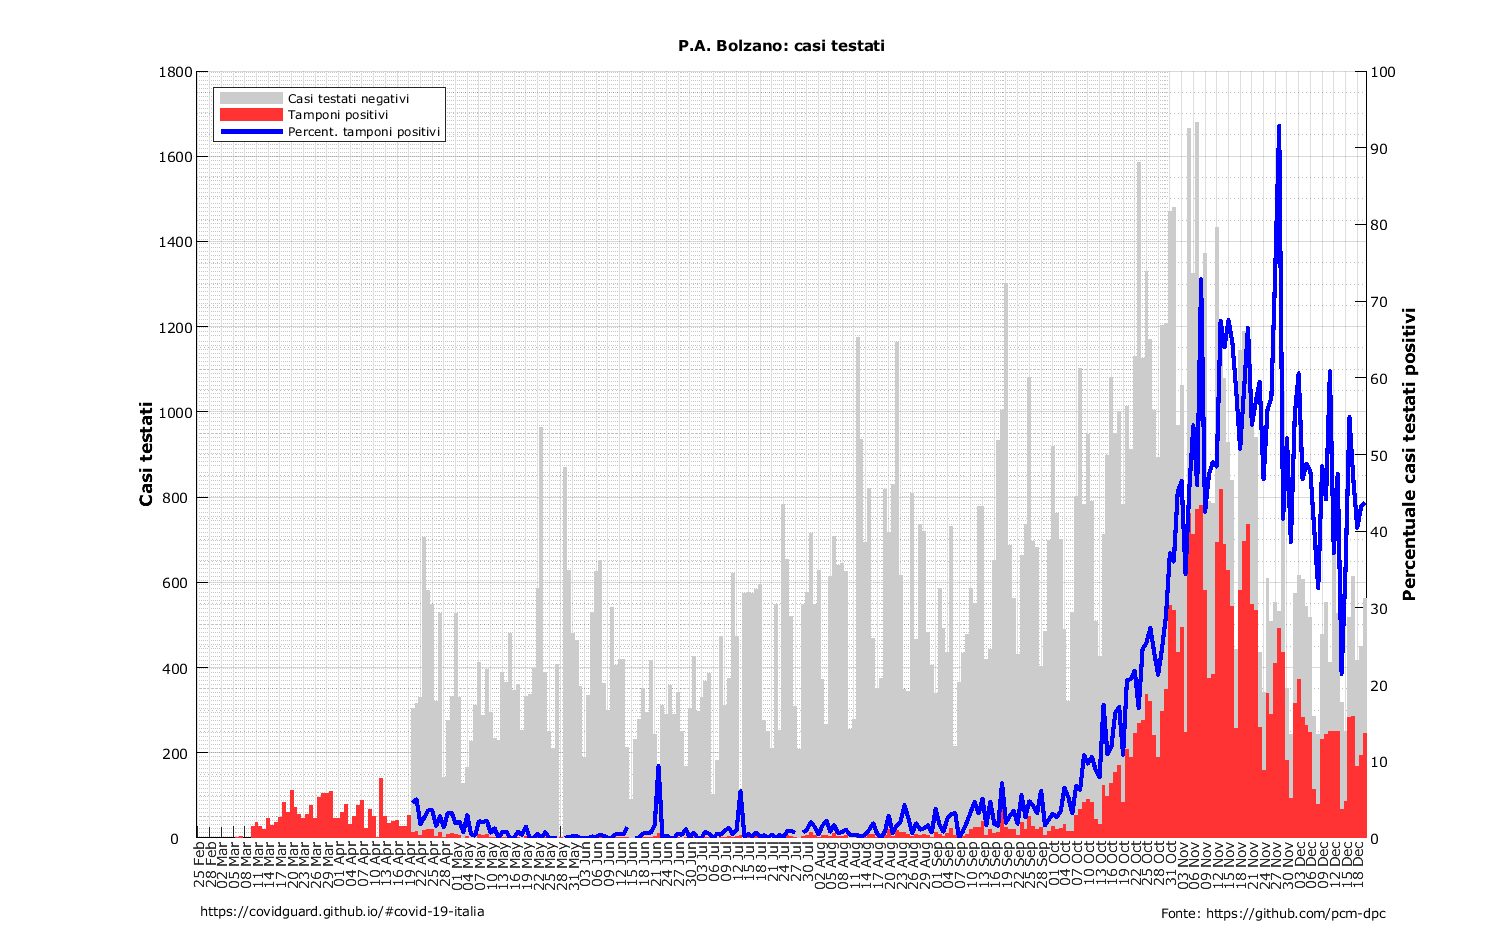 P.A. Bolzano: casi testati
Casi testati negativi
Tamponi positivi
Percent. tamponi positivi
1800
1600
1400
1200
1000
800
600
400
200
0
100
90
80
70
60
50
40
30
20
10
0
Casi testati
Percentuale casi testati positivi
25 Feb
28 Feb
02 Mar
05 Mar
08 Mar
11 Mar
14 Mar
17 Mar
20 Mar
23 Mar
26 Mar
29 Mar
01 Apr
04 Apr
07 Apr
10 Apr
13 Apr
16 Apr
19 Apr
22 Apr
25 Apr
28 Apr
01 May
04 May
07 May
10 May
13 May
16 May
19 May
22 May
25 May
28 May
31 May
03 Jun
06 Jun
09 Jun
12 Jun
15 Jun
18 Jun
21 Jun
24 Jun
27 Jun
30 Jun
03 Jul
06 Jul
09 Jul
12 Jul
15 Jul
18 Jul
21 Jul
24 Jul
27 Jul
30 Jul
02 Aug
05 Aug
08 Aug
11 Aug
14 Aug
17 Aug
20 Aug
23 Aug
26 Aug
29 Aug
01 Sep
04 Sep
07 Sep
10 Sep
13 Sep
16 Sep
19 Sep
22 Sep
25 Sep
28 Sep
01 Oct
04 Oct
07 Oct
10 Oct
13 Oct
16 Oct
19 Oct
22 Oct
25 Oct
28 Oct
31 Oct
03 Nov
06 Nov
09 Nov
12 Nov
15 Nov
18 Nov
21 Nov
24 Nov
27 Nov
30 Nov
03 Dec
06 Dec
09 Dec
12 Dec
15 Dec
18 Dec
https://covidguard.github.io/#covid-19-italia
Fonte: https://github.com/pcm-dpc